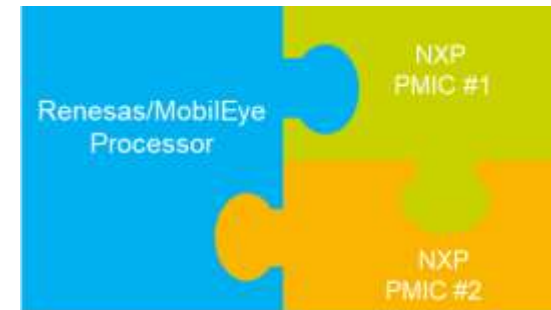 Renesas/MobilEye
Processor
NXP
PMIC #1
NXP
PMIC #2